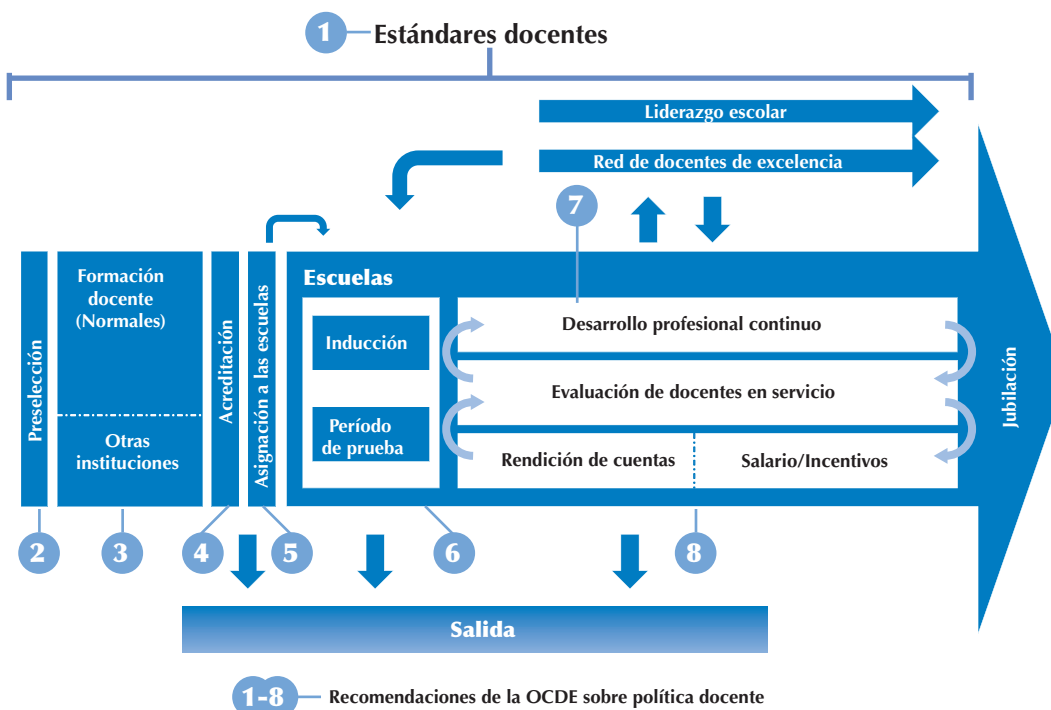 1 Estándares docentes
Liderazgo escolar
Red de docentes de excelencia
7
Preselección
Formación
docente
(Normales)
Otras
instituciones
Acreditación
Asignación a las escuelas
Escuelas
Inducción
Período
de prueba
Desarrollo profesional continuo
Evaluación de docentes en servicio
Rendición de cuentas
Salario/Incentivos
Jubilación
2
3
4
5
6
8
Salida
1-8 Recomendaciones de la OCDE sobre política docente